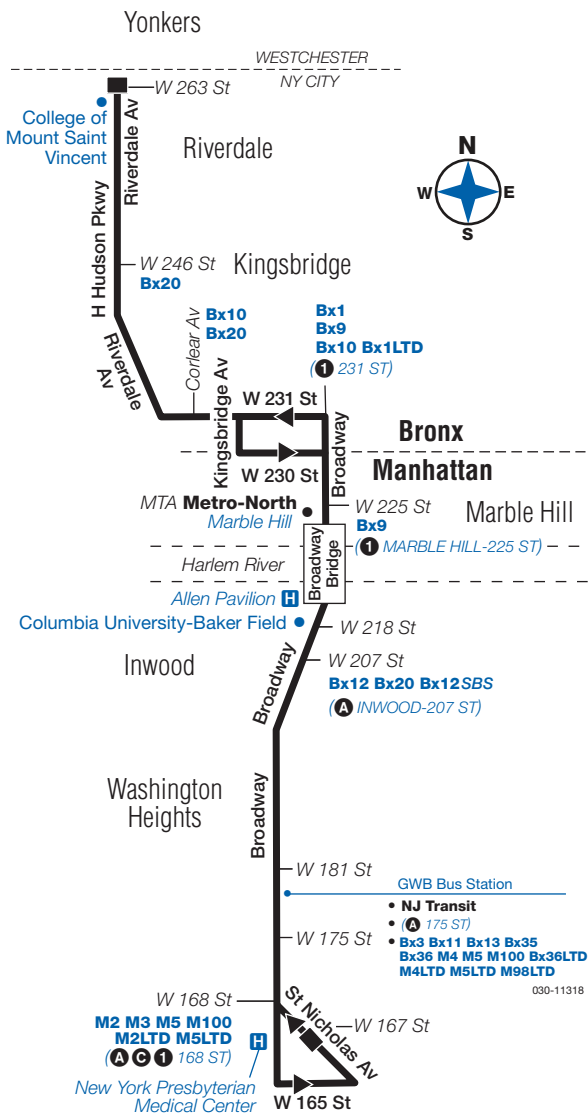 Yonkers
WESTCHESTER
NY CITY
W 263 St
College of
Mount Saint
Vincent
Riverdale Av
Riverdale
N
W
E
S
H Hudson Pkwy
W 246 St
Bx20
Kingsbridge
Riverdale
Av
Corlear Av
Bx10
Bx20
Bx1
Bx9
Bx10 Bx1LTD
(1 231 ST)
Kingsbridge Av
W 231 St
W 230 St
Broadway
Bronx
Manhattan
MTA Metro-North
Marble Hill
W 225 St
Bx9
(1 MARBLE HILL-225 ST)
Marble Hill
Harlem River
Broadway
Bridge
Allen Pavilion H
Columbia University-Baker Field
W 218 St
Inwood
W 207 St
Bx12 Bx20 Bx12SBS
(A INWOOD-207 ST)
Broadway
Washington
Heights
Broadway
W 181 St
GWB Bus Station
• NJ Transit
• (A 175 ST)
• Bx3 Bx11 Bx13 Bx35
Bx36 M4 M5 M100 Bx36LTD
M4LTD M5LTD M98LTD
030-11318
W 175 St
W 168 St
M2 M3 M5 M100
M2LTD M5LTD
(A C 1 168 ST)
H
New York Presbyterian
Medical Center
St Nicholas Av
W 167 St
W 165 St